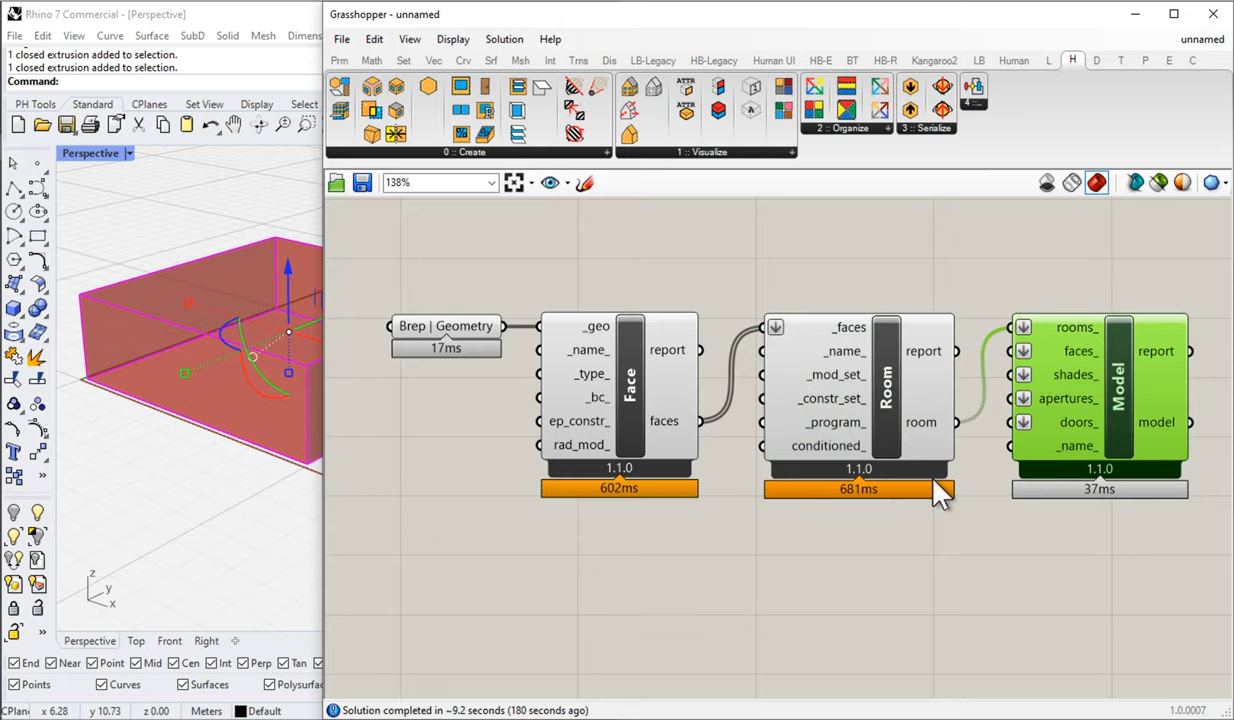 Rhino 7 Commercial - [Perspective]
File Edit View Curve Surface SubD Solid Mesh Dimens
1 closed extrusion added to selection.
1 closed extrusion added to selection.
Command:
PH Tools Standard CPlanes Set View Display Select
Perspective
z
y
x
Perspective Top Front Right
End Near Point Mid Cen Int Perp Tan
Points Curves Surfaces Polysurfa
CPlane x 6.28 y 10.73 z 0.00 Meters Default
Grasshopper - unnamed
File Edit View Display Solution Help unnamed
Prm Math Set Vec Crv Srf Msh Int Trns Dis LB-Legacy HB-Legacy Human UI HB-E BT HB-R Kangaroo2 LB Human L H D T P E C
ATTR
ATTR
A
0 :: Create 1 :: Visualize 2 :: Organize 3 :: Serialize 4 ::
138%
Brep | Geometry
17ms
_geo
_name_
_type_
_bc_
ep_constr_
rad_mod_
Face
report
faces
1.1.0
602ms
_faces
_name_
_mod_set_
_constr_set_
_program_
conditioned_
Room
report
room
1.1.0
681ms
rooms_
faces_
shades_
apertures_
doors_
_name_
Model
report
model
1.1.0
37ms
Solution completed in ~9.2 seconds (180 seconds ago)
1.0.0007